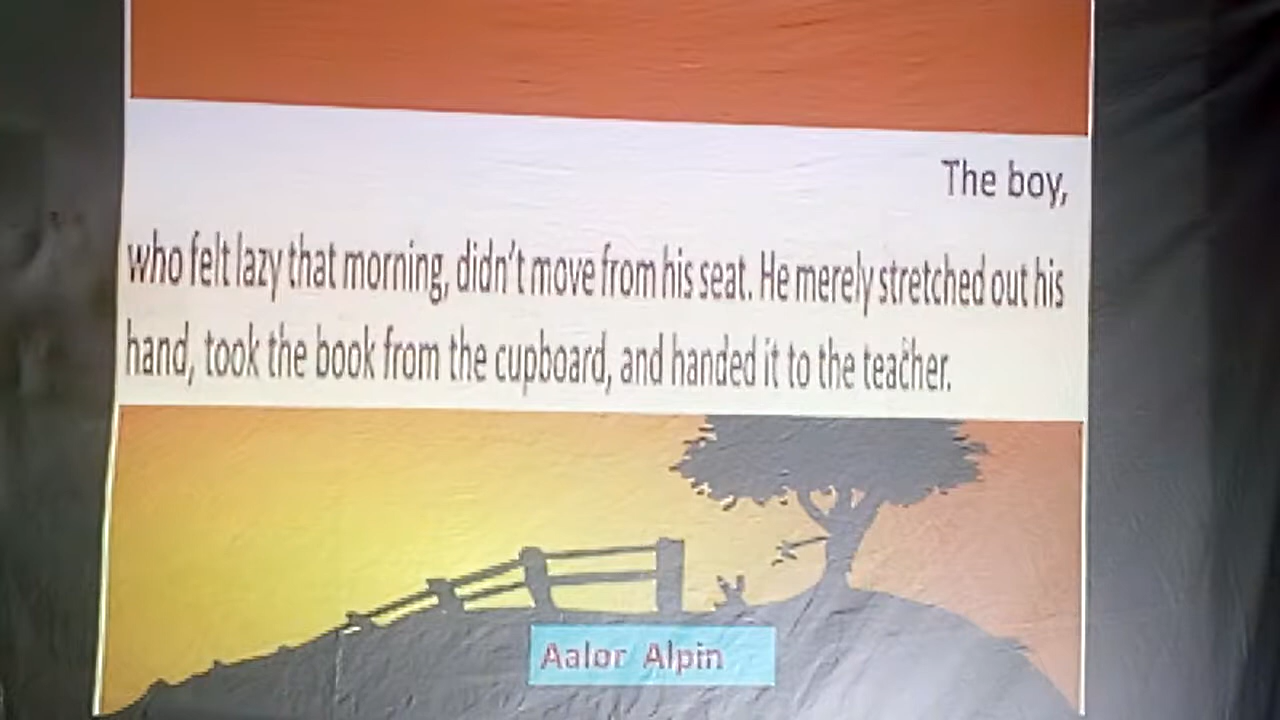 The boy,
who felt lazy that morning, didn't move from his seat. He merely stretched out his
hand, took the book from the cupboard, and handed it to the teacher.
Aalor Alpin